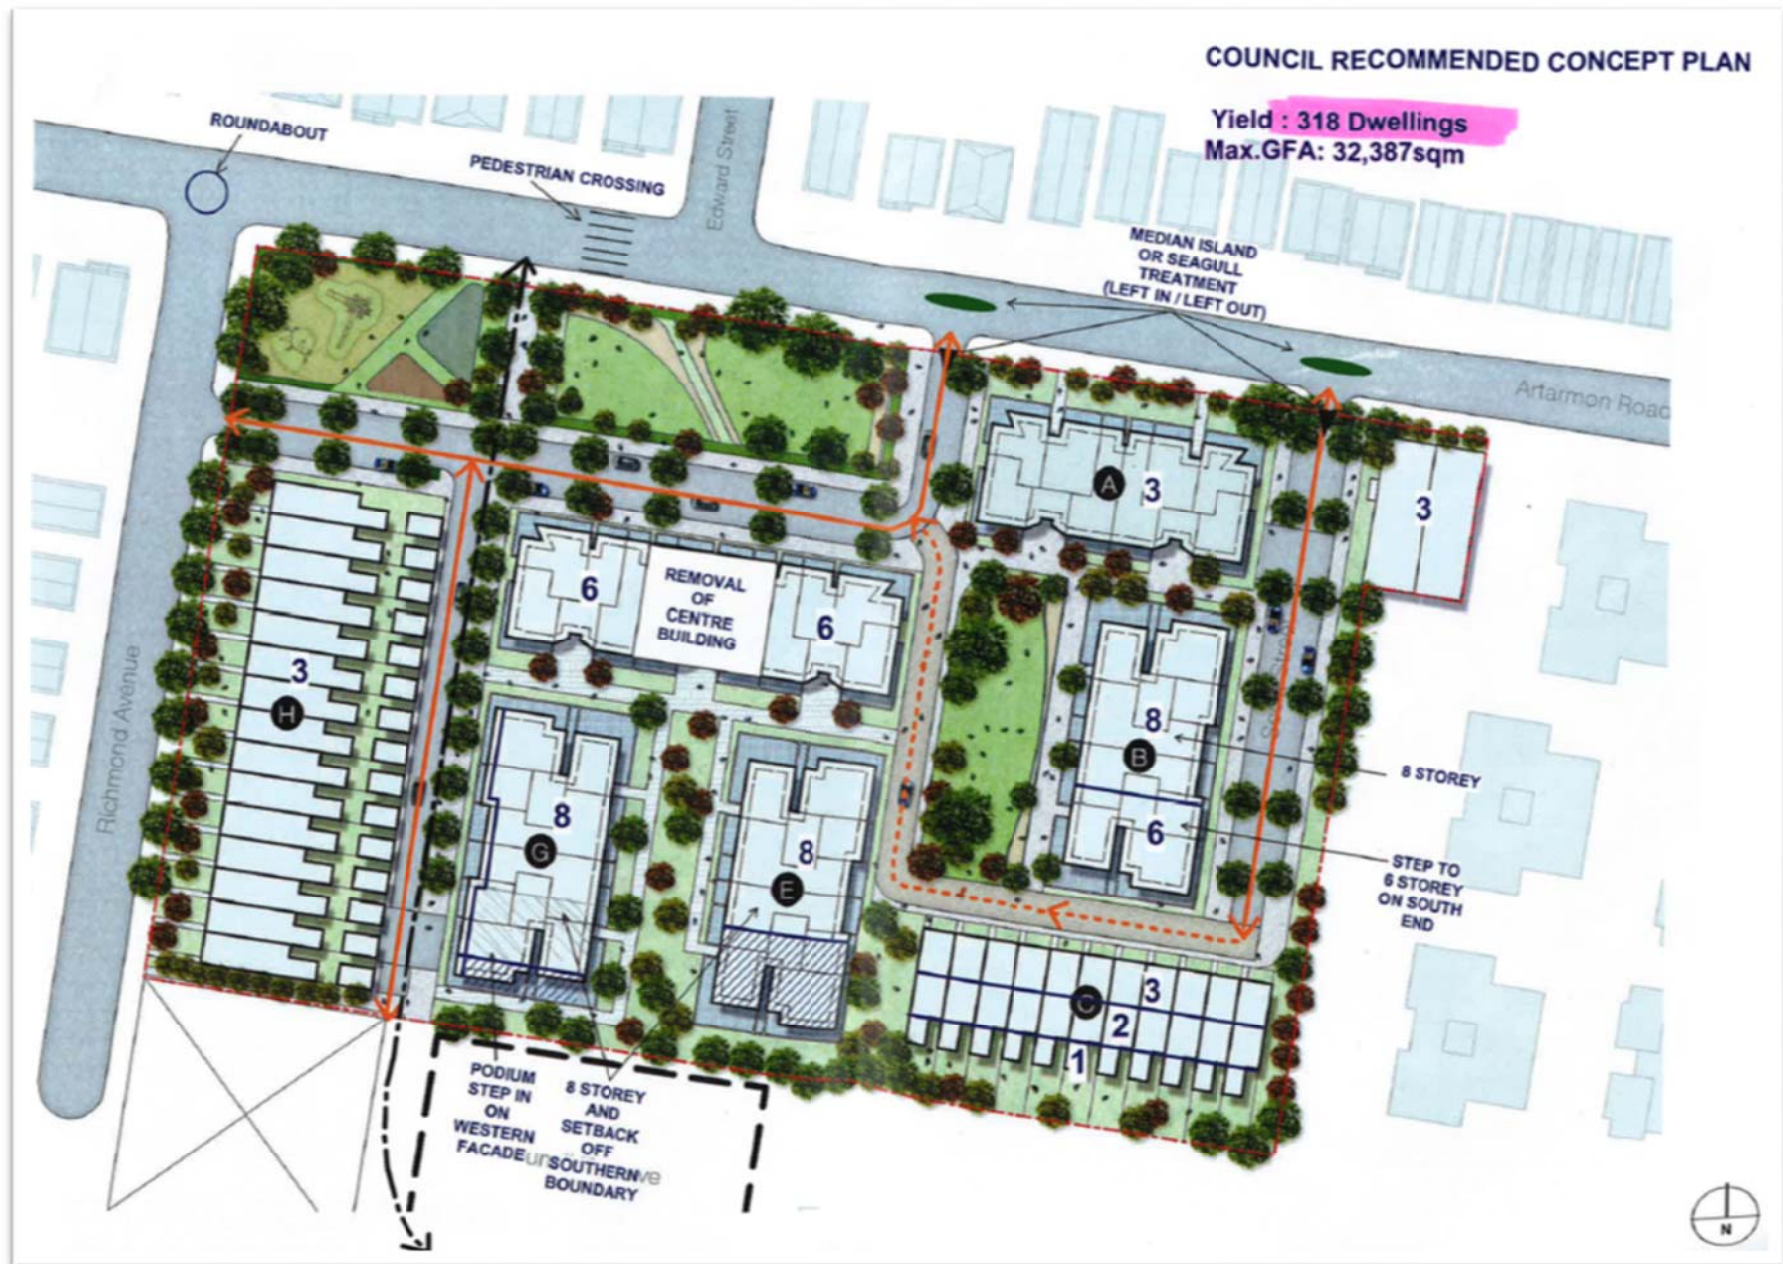 COUNCIL RECOMMENDED CONCEPT PLAN
Yield : 318 Dwellings
Max.GFA: 32,387sqm
ROUNDABOUT
PEDESTRIAN CROSSING
Edward Street
MEDIAN ISLAND
OR SEAGULL
TREATMENT
(LEFT IN / LEFT OUT)
Artarmon Road
A
3
3
6
REMOVAL
OF
CENTRE
BUILDING
6
3
H
Richmond Avenue
8
B
8 STOREY
6
STEP TO
6 STOREY
ON SOUTH
END
8
G
8
E
3
C
2
1
PODIUM
STEP IN
ON
WESTERN
FACADE
8 STOREY
AND
SETBACK
OFF
SOUTHERN
BOUNDARY
N